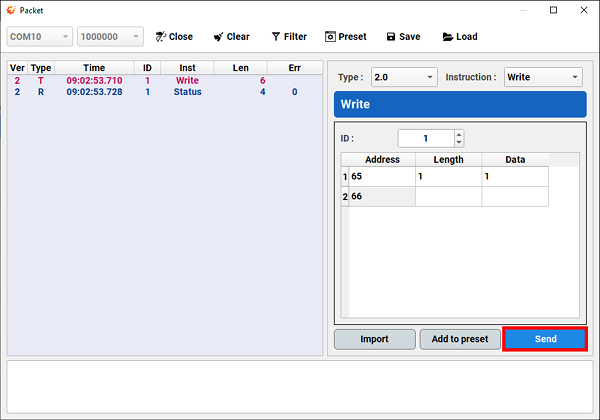 Packet
COM10 1000000 Close Clear Filter Preset Save Load
Ver Type Time ID Inst Len Err
2 T 09:02:53.710 1 Write 6
2 R 09:02:53.728 1 Status 4 0
Type : 2.0 Instruction : Write
Write
ID : 1
Address Length Data
1 65 1 1
2 66
Import Add to preset Send